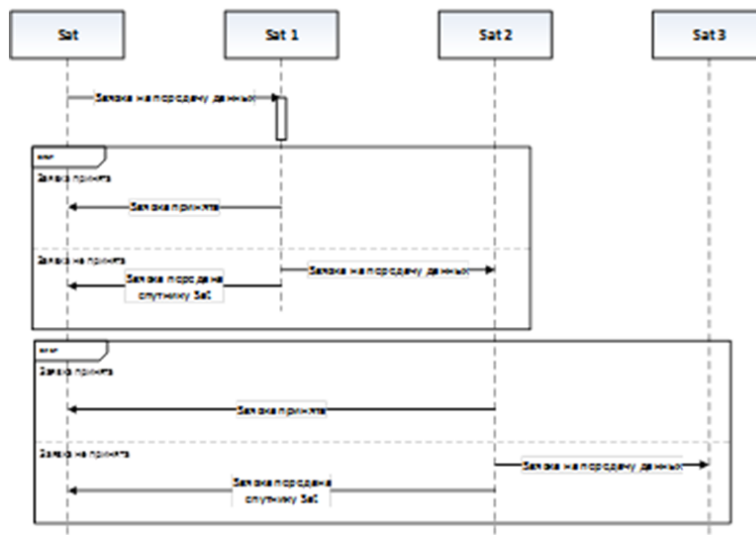 Sat
Sat 1
Sat 2
Sat 3
Заявка на передачу данных
Заявка принята
Заявка принята
Заявка не принята
Заявка на передачу данных
Заявка передана
спутнику Sat
Заявка принята
Заявка принята
Заявка не принята
Заявка на передачу данных
Заявка передана
спутнику Sat